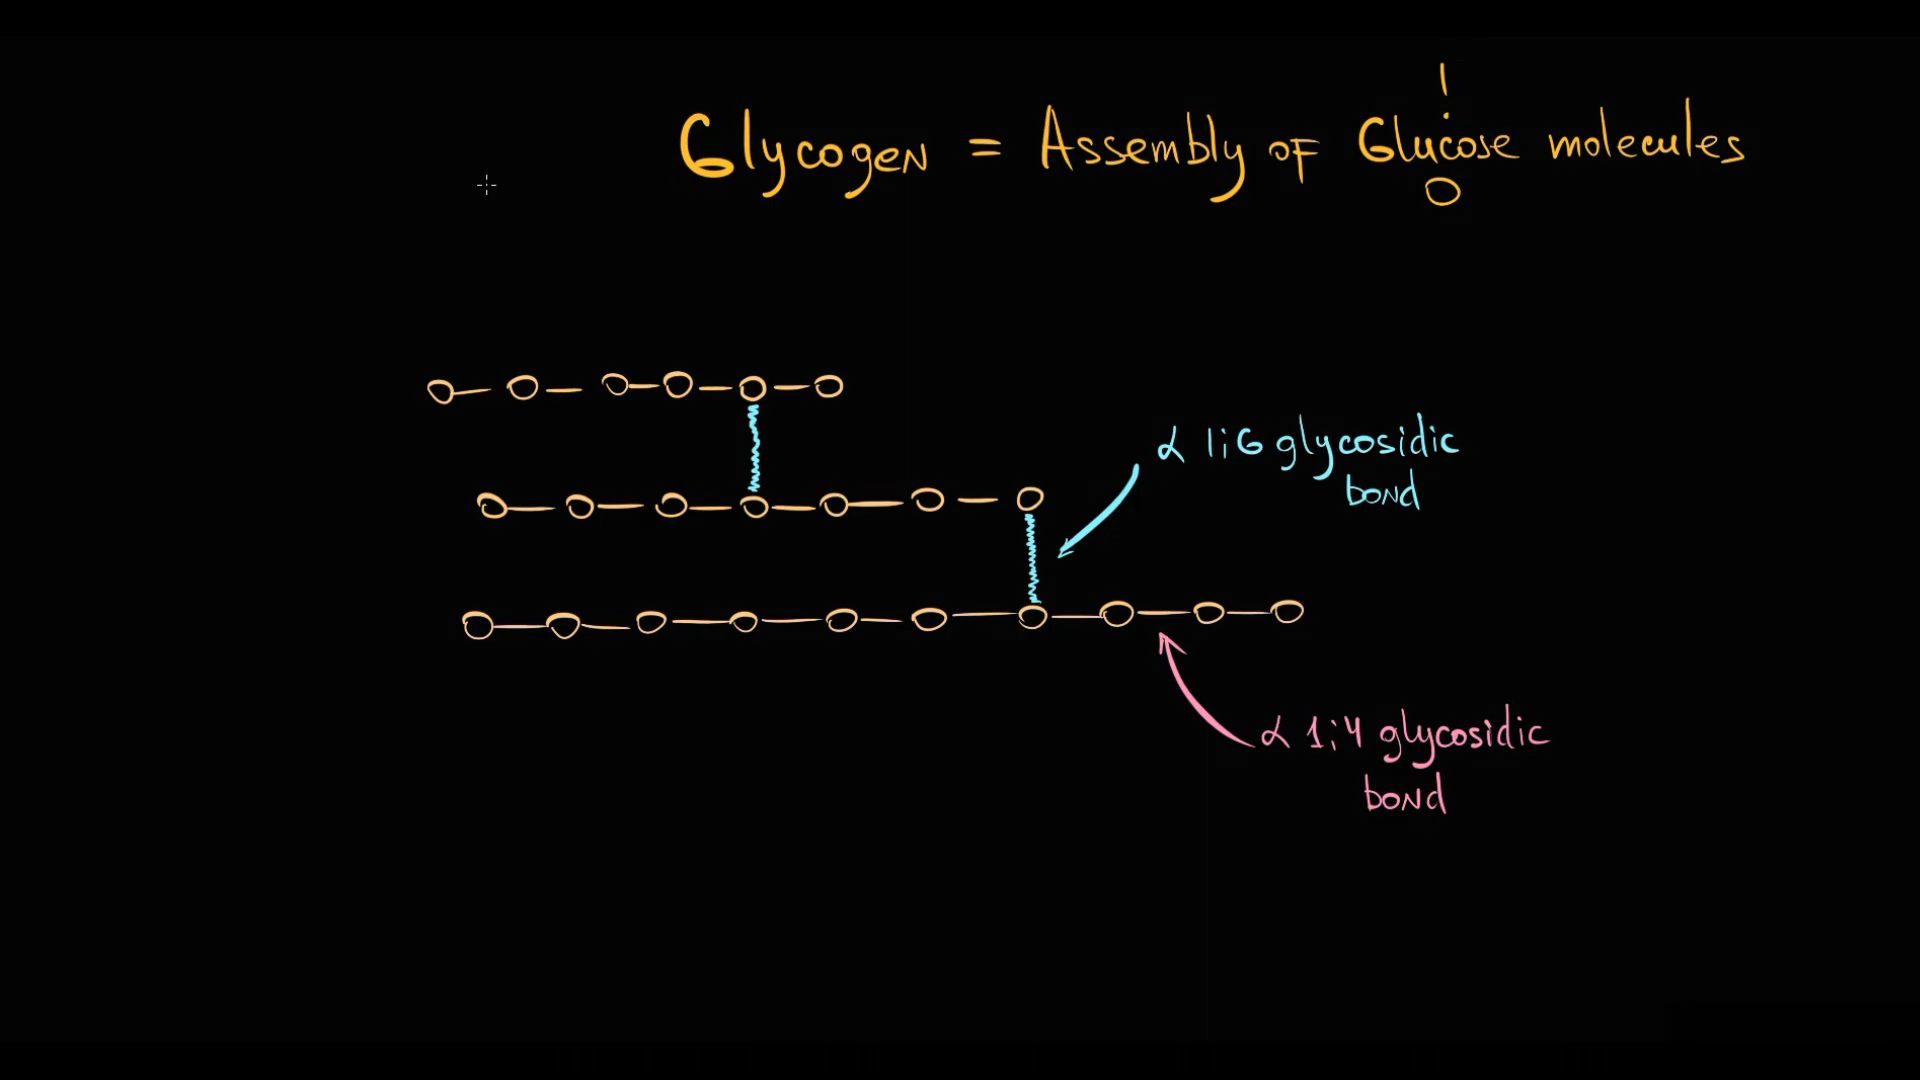 Glycogen = Assembly of Glucose molecules
α 1;6 glycosidic
bond
α 1;4 glycosidic
bond